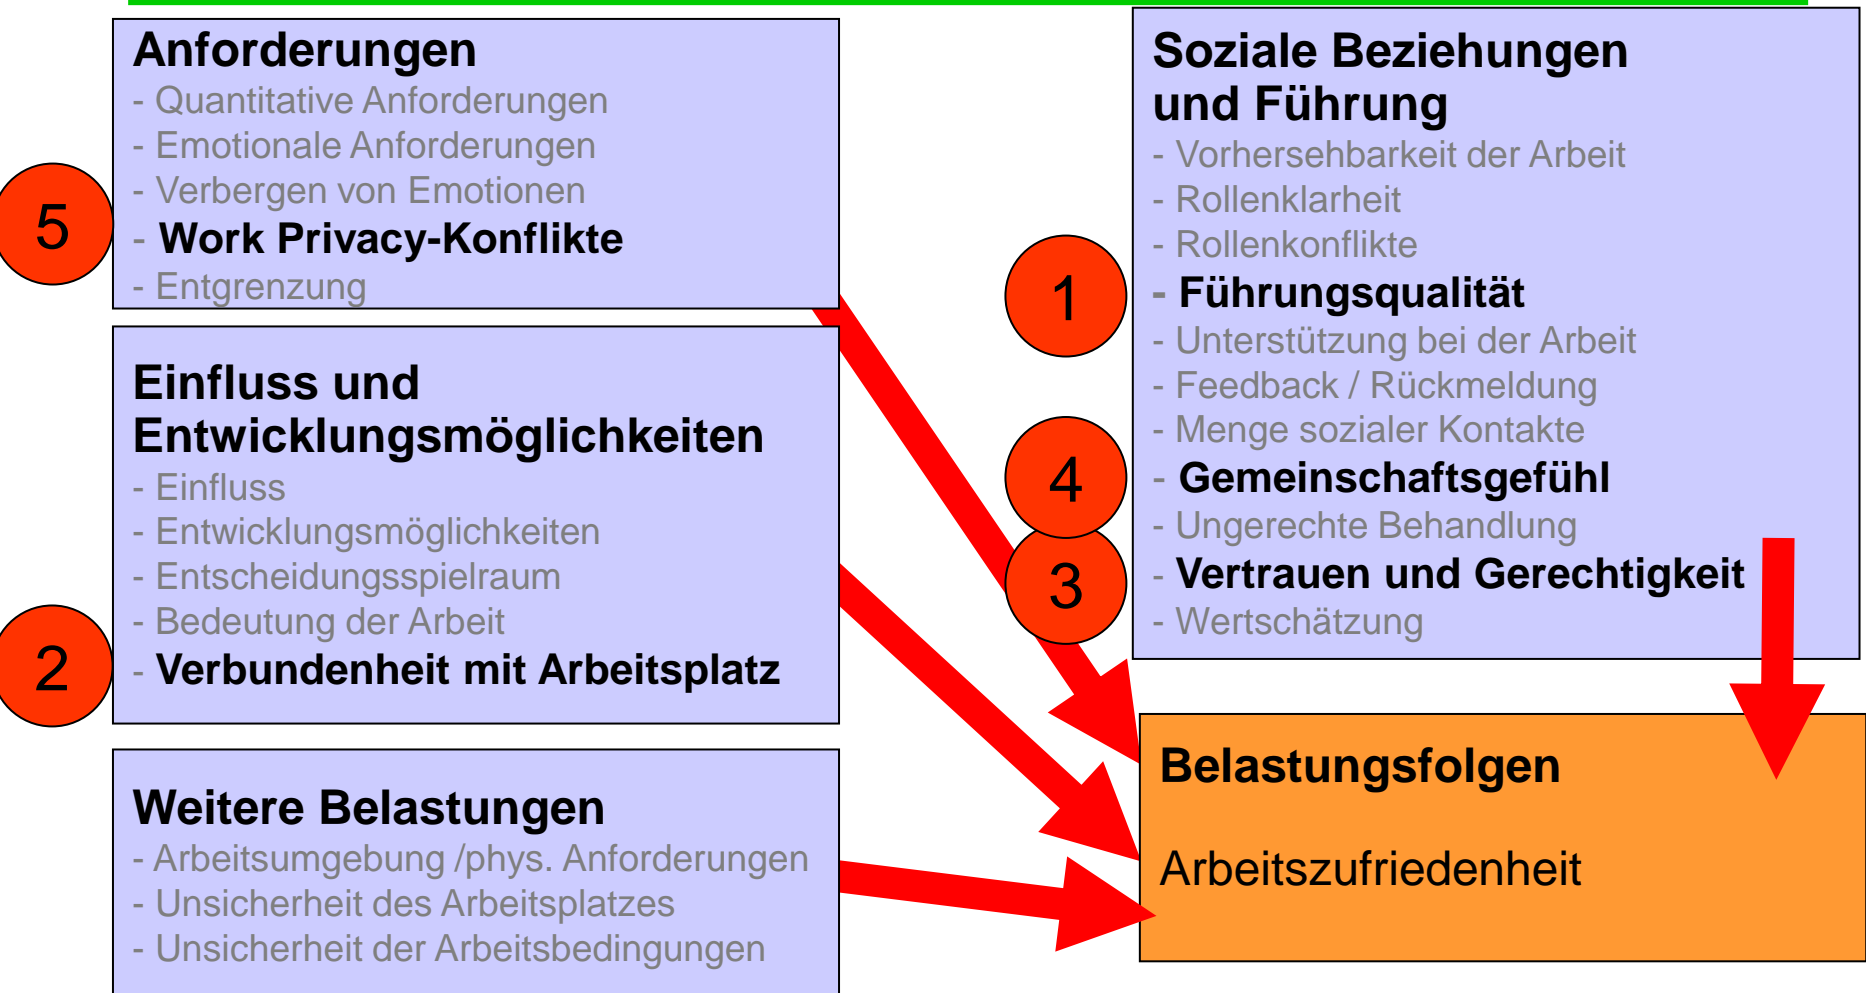 Anforderungen
- Quantitative Anforderungen
- Emotionale Anforderungen
- Verbergen von Emotionen
- Work Privacy-Konflikte
- Entgrenzung
5
Einfluss und
Entwicklungsmöglichkeiten
- Einfluss
- Entwicklungsmöglichkeiten
- Entscheidungsspielraum
- Bedeutung der Arbeit
- Verbundenheit mit Arbeitsplatz
2
Weitere Belastungen
- Arbeitsumgebung /phys. Anforderungen
- Unsicherheit des Arbeitsplatzes
- Unsicherheit der Arbeitsbedingungen
Soziale Beziehungen
und Führung
- Vorhersehbarkeit der Arbeit
- Rollenklarheit
- Rollenkonflikte
- Führungsqualität
- Unterstützung bei der Arbeit
- Feedback / Rückmeldung
- Menge sozialer Kontakte
- Gemeinschaftsgefühl
- Ungerechte Behandlung
- Vertrauen und Gerechtigkeit
- Wertschätzung
1
4
3
Belastungsfolgen
Arbeitszufriedenheit